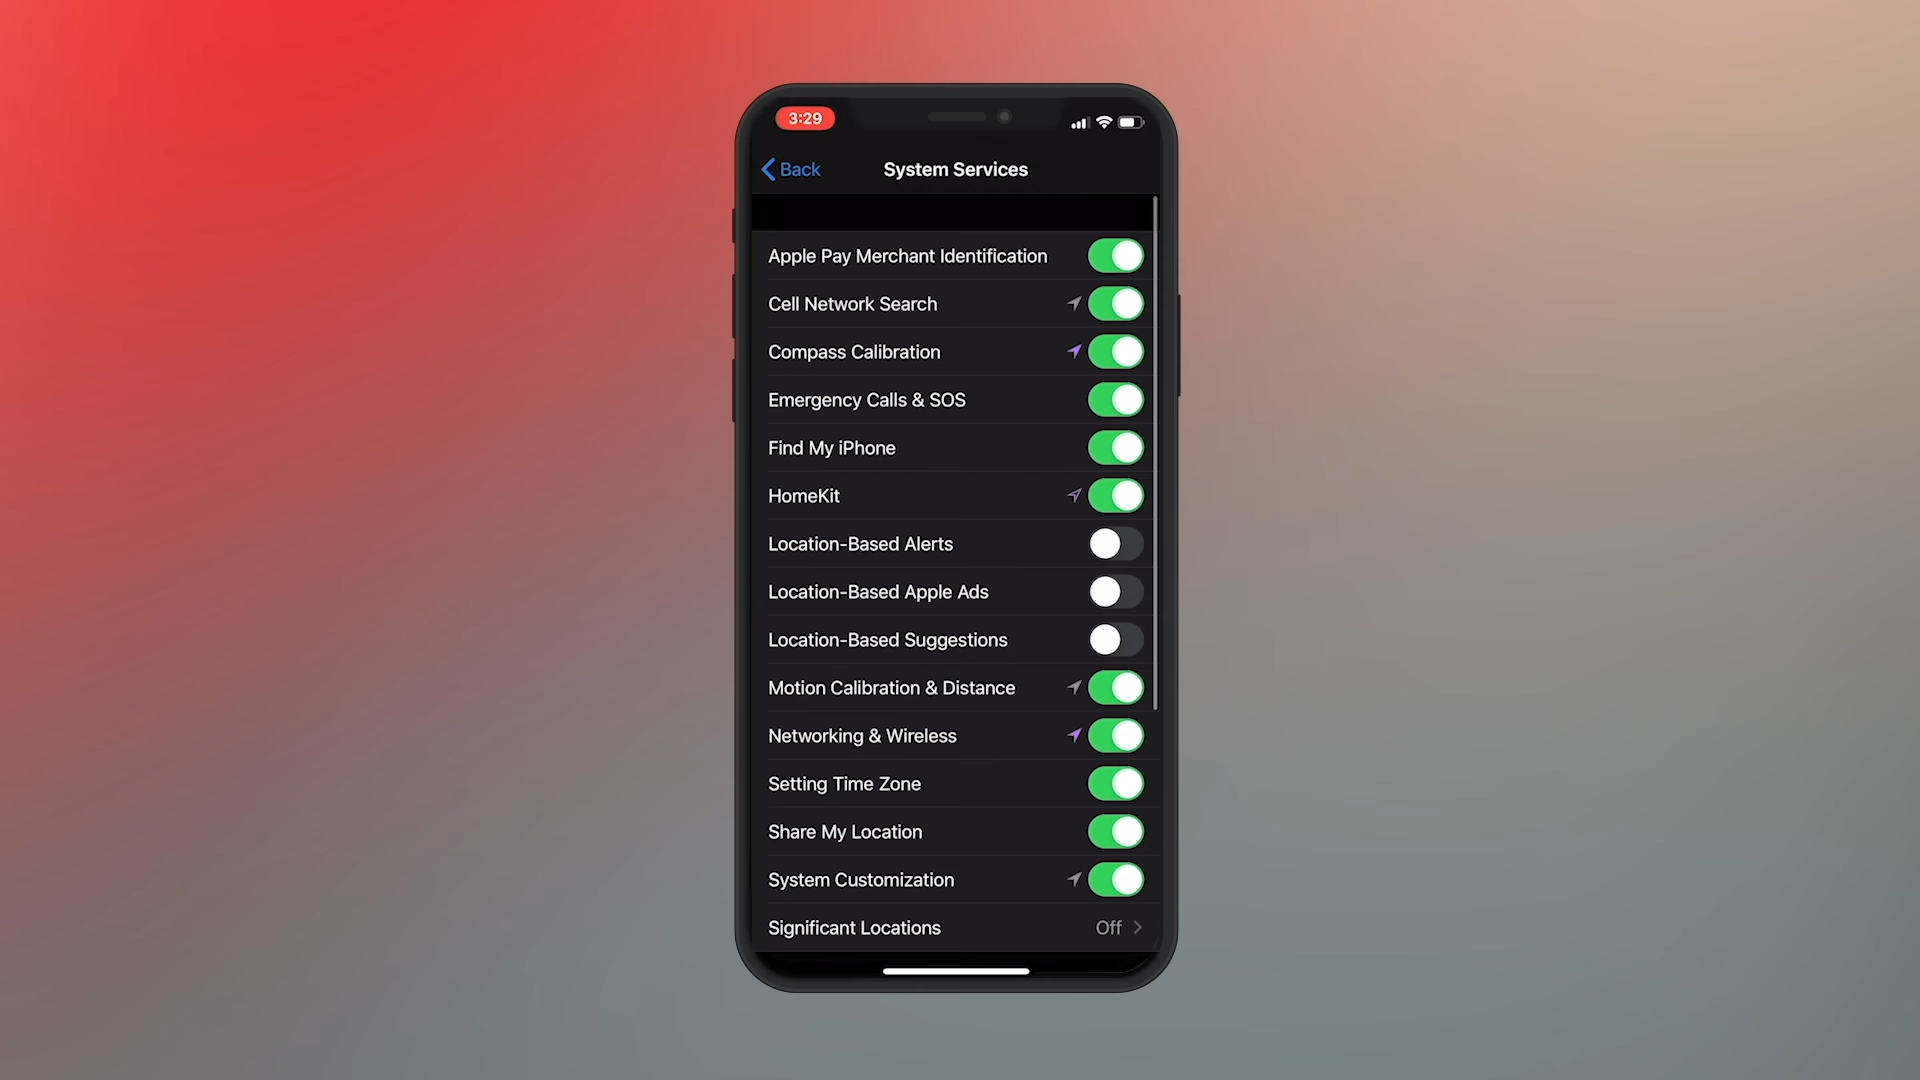 3:29
Back
System Services
Apple Pay Merchant Identification
Cell Network Search
Compass Calibration
Emergency Calls & SOS
Find My iPhone
HomeKit
Location-Based Alerts
Location-Based Apple Ads
Location-Based Suggestions
Motion Calibration & Distance
Networking & Wireless
Setting Time Zone
Share My Location
System Customization
Significant Locations Off